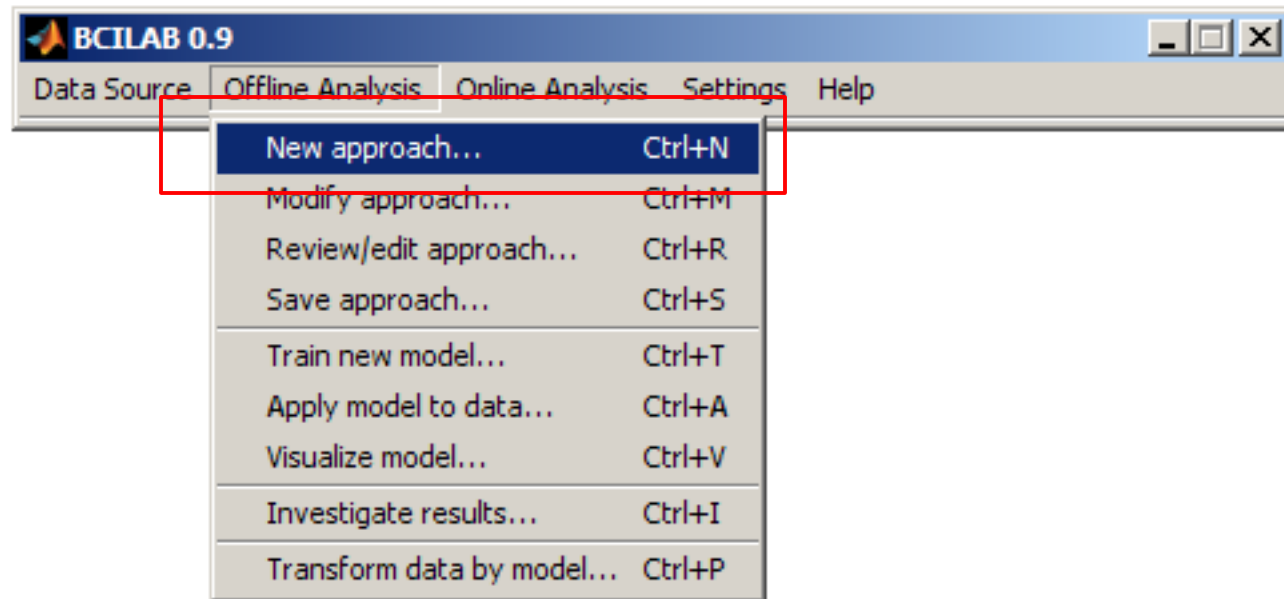 BCILAB 0.9
Data Source Offline Analysis Online Analysis Settings Help
New approach... Ctrl+N
Modify approach... Ctrl+M
Review/edit approach... Ctrl+R
Save approach... Ctrl+S
Train new model... Ctrl+T
Apply model to data... Ctrl+A
Visualize model... Ctrl+V
Investigate results... Ctrl+I
Transform data by model... Ctrl+P